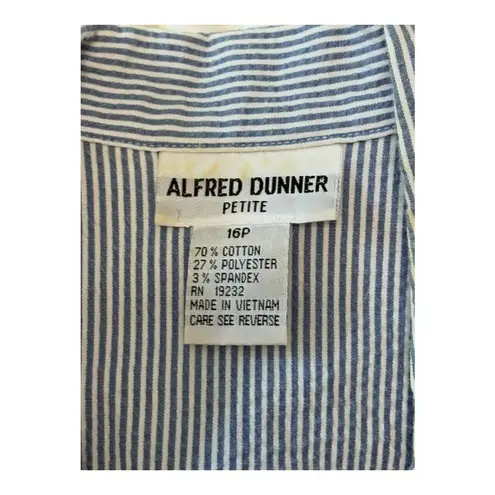 ALFRED DUNNER
PETITE
16P
70% COTTON
27% POLYESTER
3% SPANDEX
RN 19232
MADE IN VIETNAM
CARE SEE REVERSE